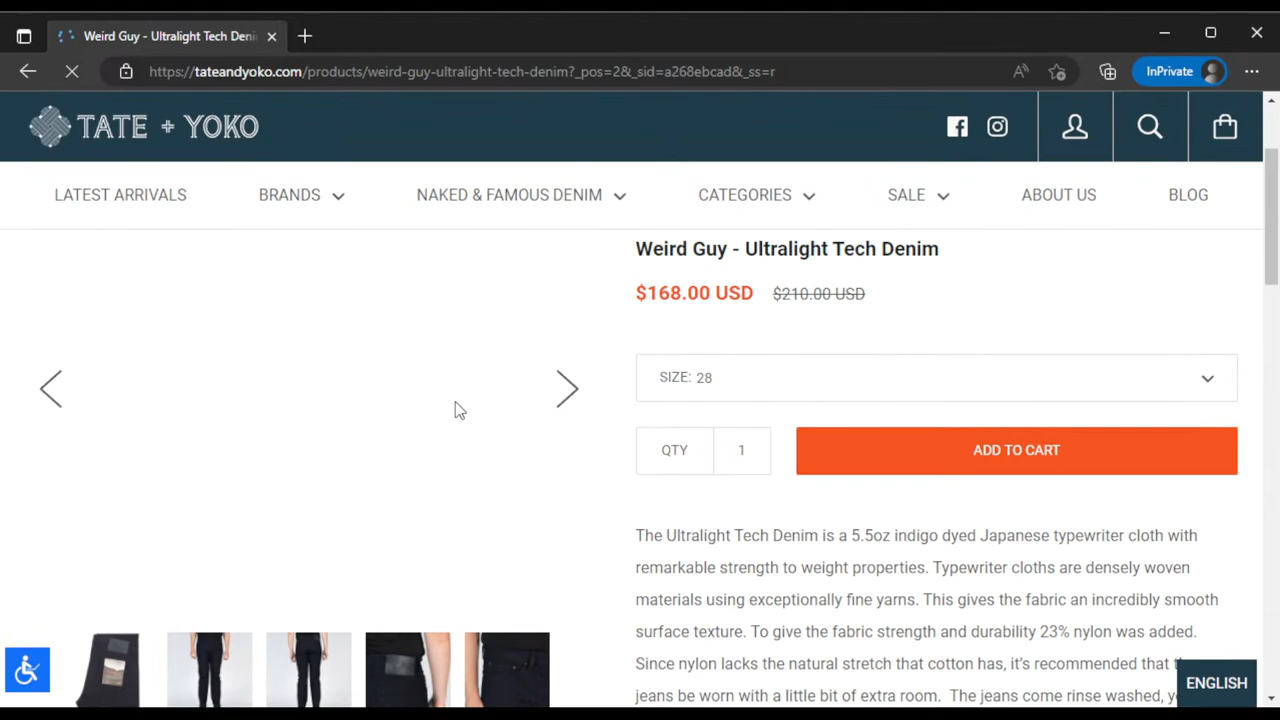 Weird Guy - Ultralight Tech Deni
https://tateandyoko.com/products/weird-guy-ultralight-tech-denim?_pos=2&_sid=a268ebcad&_ss=r
InPrivate
TATE + YOKO
LATEST ARRIVALS BRANDS NAKED & FAMOUS DENIM CATEGORIES SALE ABOUT US BLOG
Weird Guy - Ultralight Tech Denim
$168.00 USD $210.00 USD
SIZE: 28
QTY 1 ADD TO CART
The Ultralight Tech Denim is a 5.5oz indigo dyed Japanese typewriter cloth with
remarkable strength to weight properties. Typewriter cloths are densely woven
materials using exceptionally fine yarns. This gives the fabric an incredibly smooth
surface texture. To give the fabric strength and durability 23% nylon was added.
Since nylon lacks the natural stretch that cotton has, it's recommended that
jeans be worn with a little bit of extra room. The jeans come rinse washed,
ENGLISH